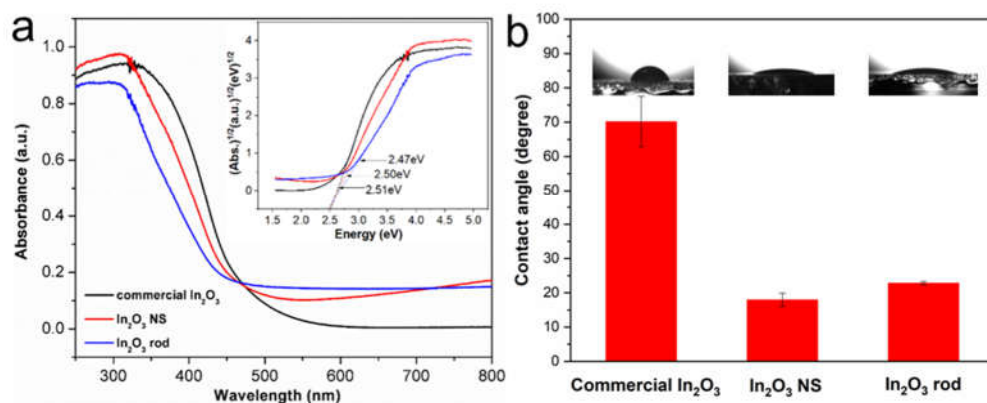 a
Absorbance (a.u.)
1.0
0.8
0.6
0.4
0.2
0.0
300 400 500 600 700 800
Wavelength (nm)
commercial In₂O₃
In₂O₃ NS
In₂O₃ rod
(Abs.)^1/2(a.u.)^1/2(eV)^1/2
4
3
2
1
0
1.5 2.0 2.5 3.0 3.5 4.0 4.5 5.0
Energy (eV)
2.47eV
2.50eV
2.51eV
b
Contact angle (degree)
100
90
80
70
60
50
40
30
20
10
0
Commercial In₂O₃ In₂O₃ NS In₂O₃ rod